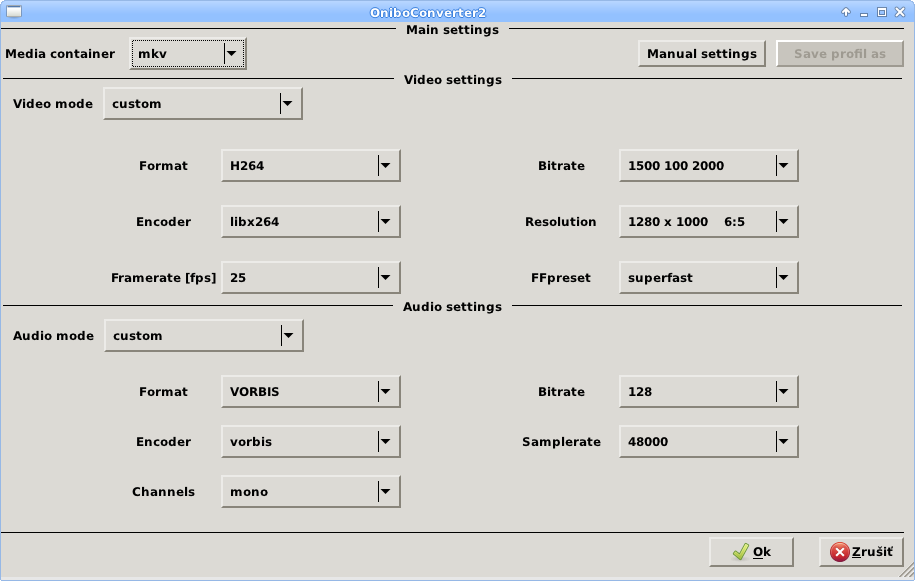 OniboConverter2
Main settings
Media container mkv Manual settings Save profil as
Video settings
Video mode custom
Format H264 Bitrate 1500 100 2000
Encoder libx264 Resolution 1280 x 1000 6:5
Framerate [fps] 25 FFpreset superfast
Audio settings
Audio mode custom
Format VORBIS Bitrate 128
Encoder vorbis Samplerate 48000
Channels mono
Ok Zrušiť